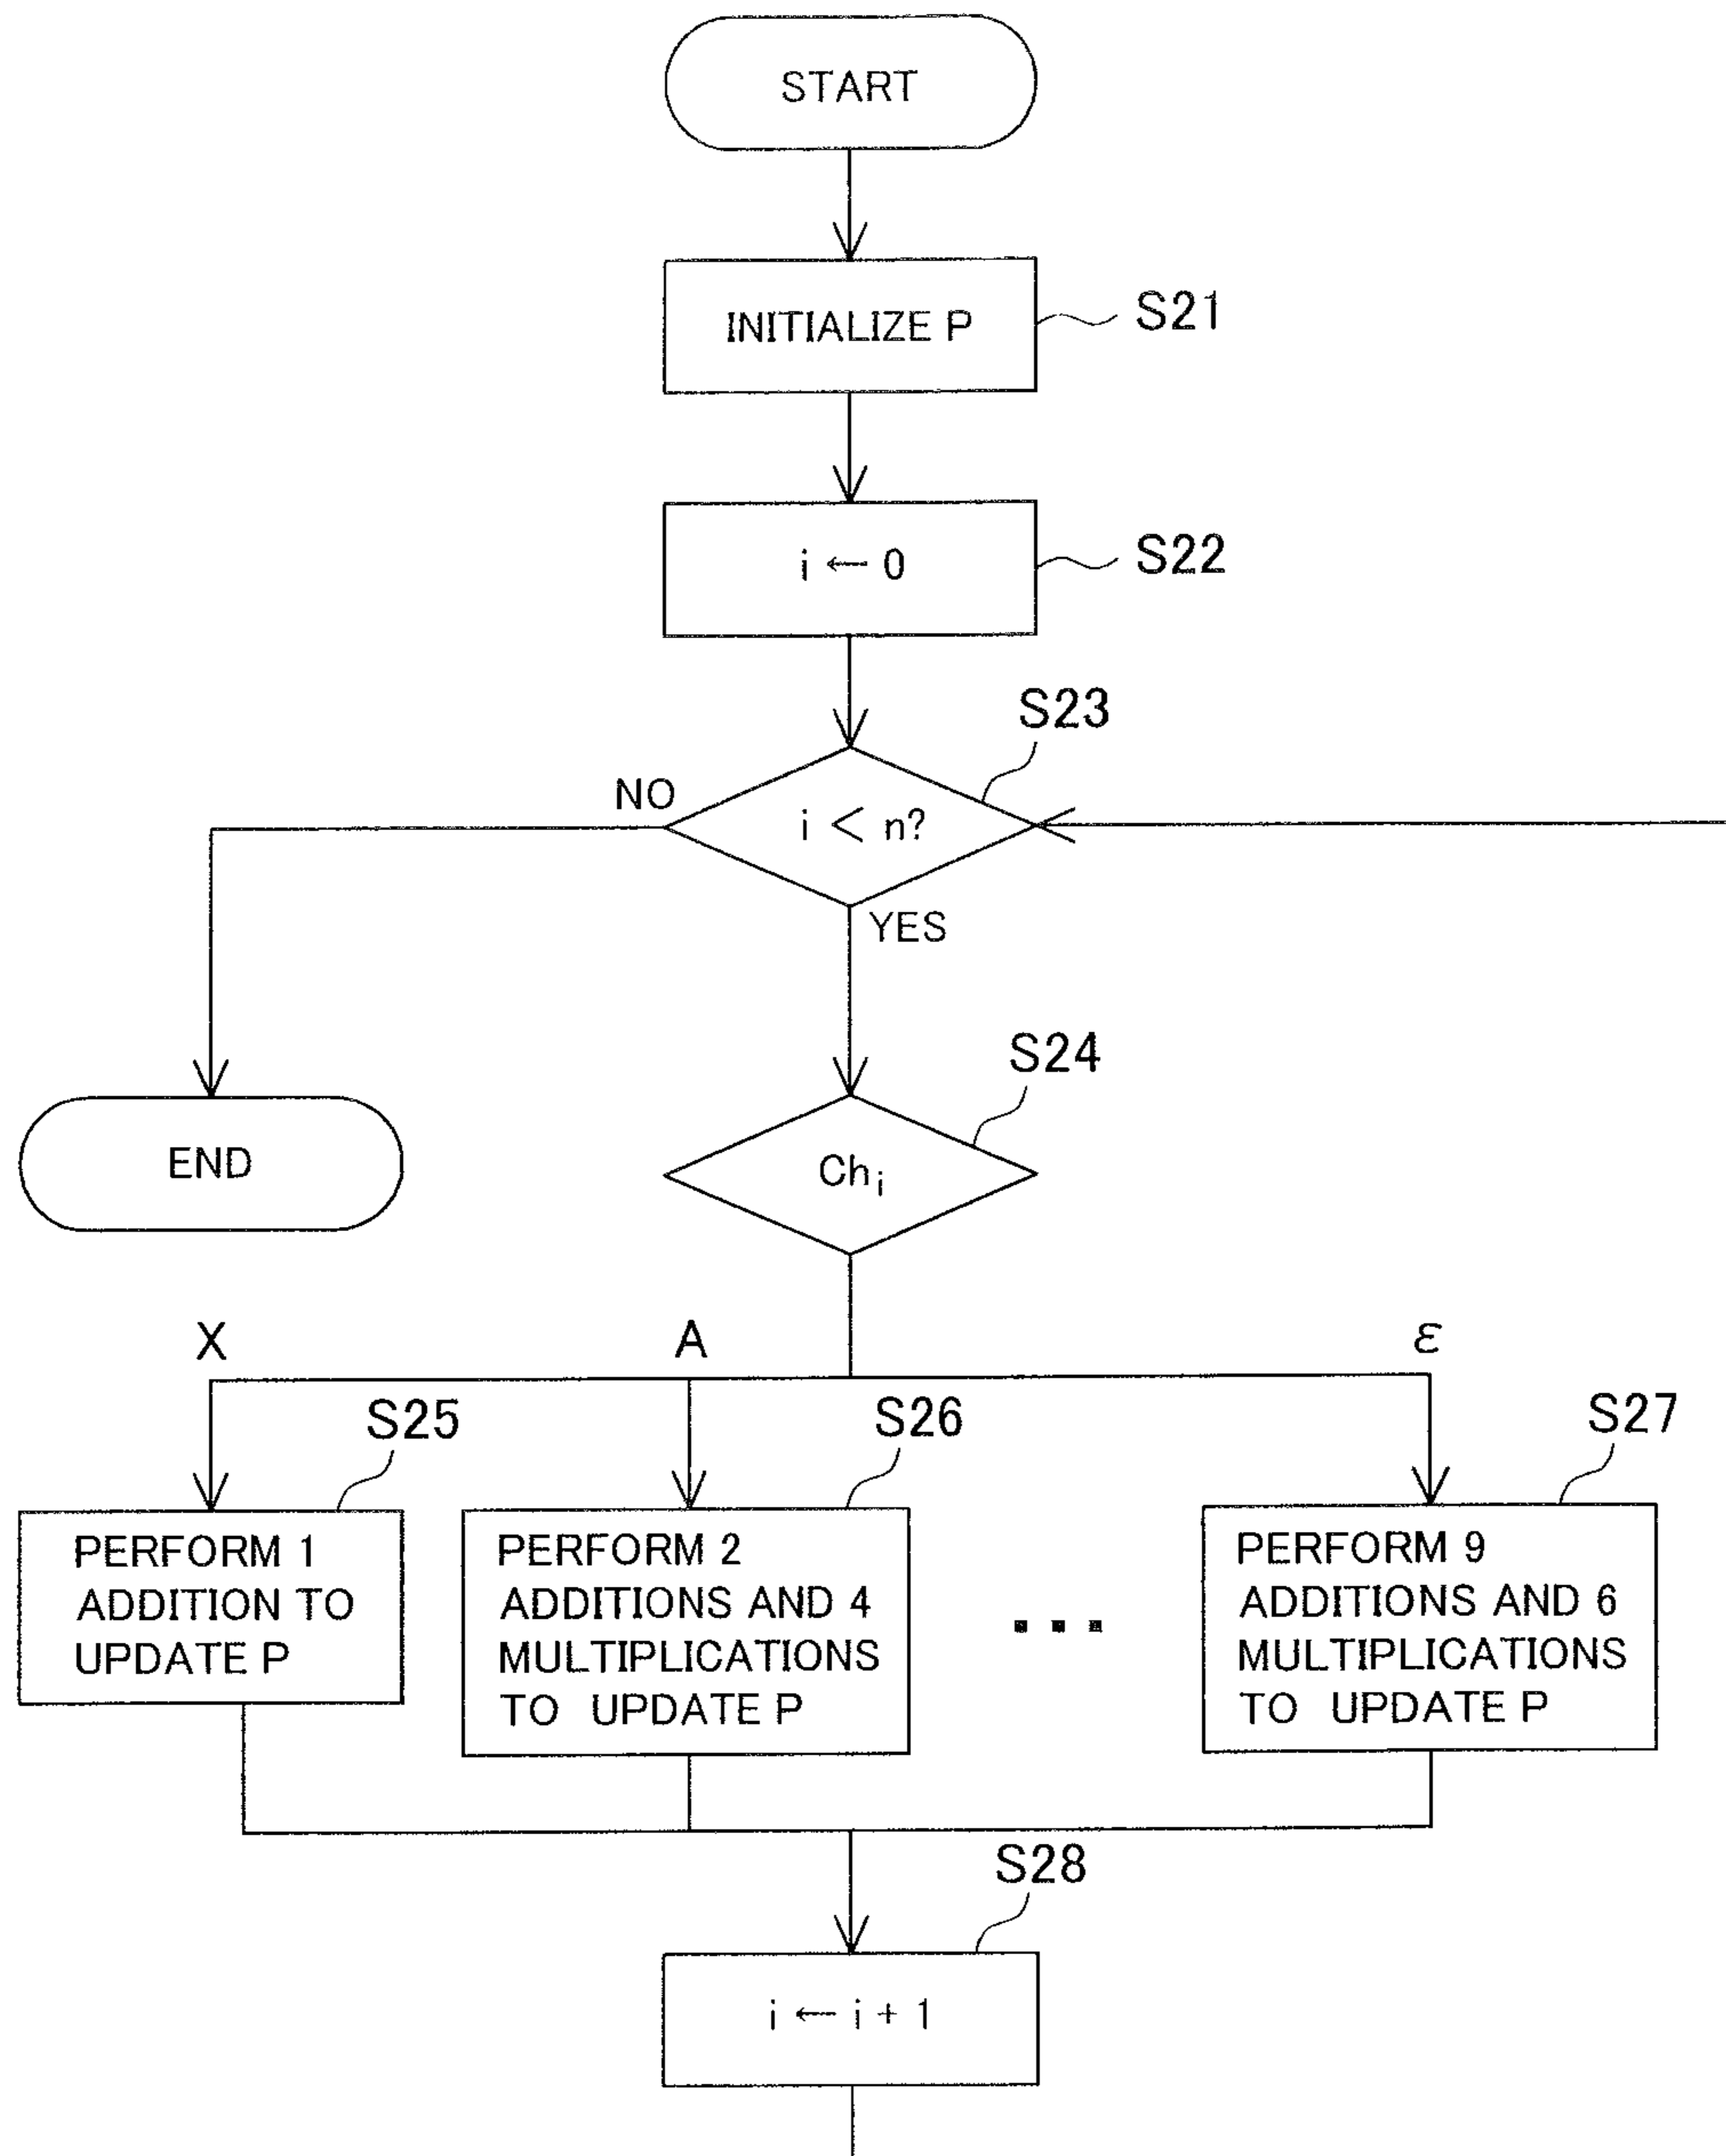 START
INITIALIZE P
S21
i ← 0
S22
S23
NO
i < n?
YES
S24
END
Chᵢ
X
A
ε
S25
S26
S27
PERFORM 1
ADDITION TO
UPDATE P
PERFORM 2
ADDITIONS AND 4
MULTIPLICATIONS
TO UPDATE P
...
PERFORM 9
ADDITIONS AND 6
MULTIPLICATIONS
TO UPDATE P
S28
i ← i + 1